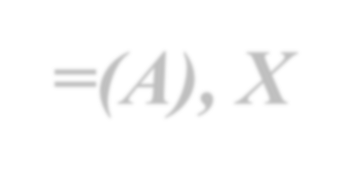 =(A), X